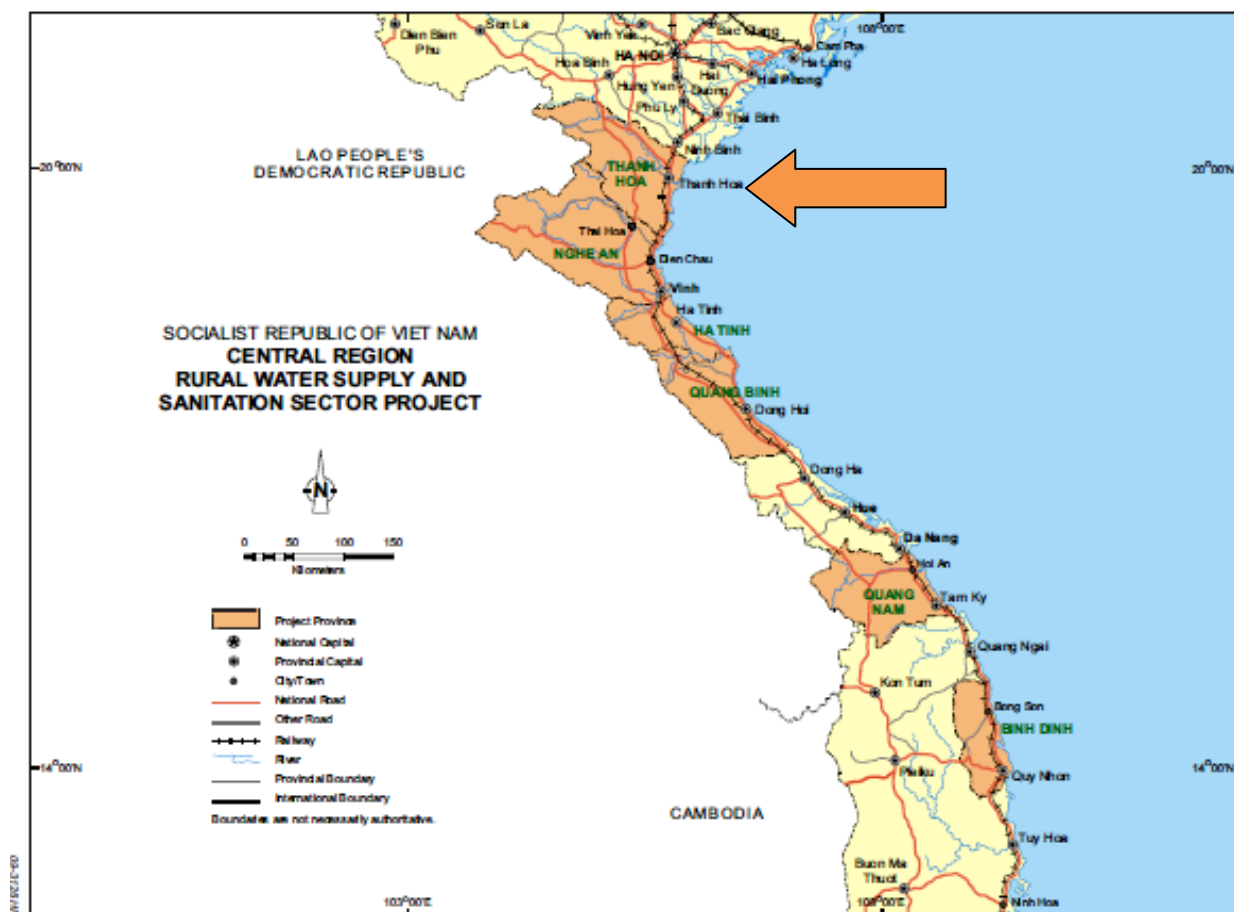 108°00'E
Dien Bien
Phu
Son La
Vinh Yen
Bac Giang
HA NOI
Cam Pha
Ha Long
Hoa Binh
Hai
Duong
Hai Phong
Hung Yen
Phu Ly
Thai Binh
Ninh Binh
LAO PEOPLE'S
DEMOCRATIC REPUBLIC
20°00'N
20°00'N
THANH
HOA
Thanh Hoa
Thai Hoa
NGHE AN
Dien Chau
Vinh
Ha Tinh
HA TINH
SOCIALIST REPUBLIC OF VIET NAM
CENTRAL REGION
RURAL WATER SUPPLY AND
SANITATION SECTOR PROJECT
QUANG BINH
Dong Hoi
Dong Ha
N
Hue
0 50 100 150
Kilometers
Da Nang
Hoi An
QUANG
NAM
Tam Ky
Project Province
National Capital
Provincial Capital
City/Town
National Road
Other Road
Railway
River
Provincial Boundary
International Boundary
Boundaries are not necessarily authoritative.
Quang Ngai
Kon Tum
Bong Son
BINH DINH
14°00'N
14°00'N
Pleiku
Quy Nhon
CAMBODIA
Tuy Hoa
Buon Ma
Thuot
103°00'E
108°00'E
Ninh Hoa